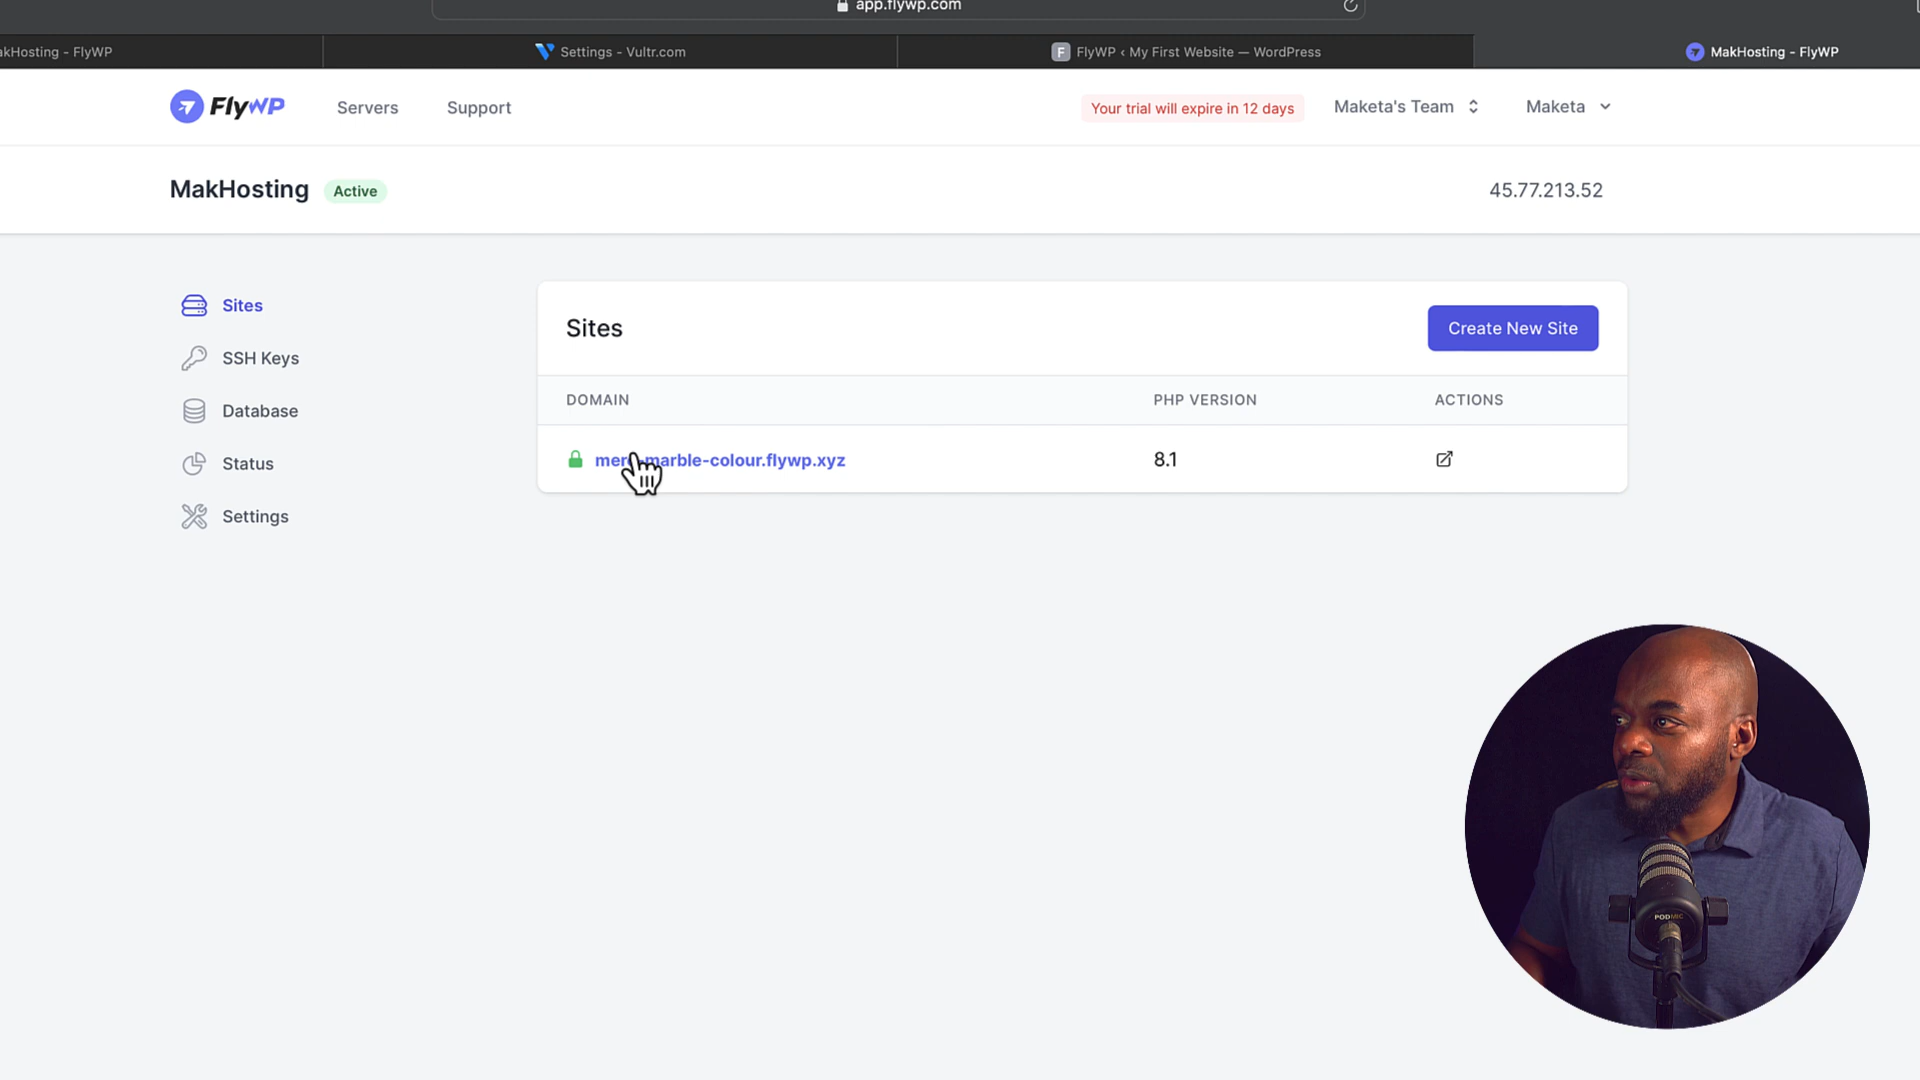 app.flywp.com
akHosting - FlyWP
Settings - Vultr.com
F FlyWP ‹ My First Website — WordPress
MakHosting - FlyWP
FlyWP
Servers
Support
Your trial will expire in 12 days
Maketa's Team
Maketa
MakHosting
Active
45.77.213.52
Sites
SSH Keys
Database
Status
Settings
Sites
Create New Site
DOMAIN
PHP VERSION
ACTIONS
marble-colour.flywp.xyz
8.1
PODMIC